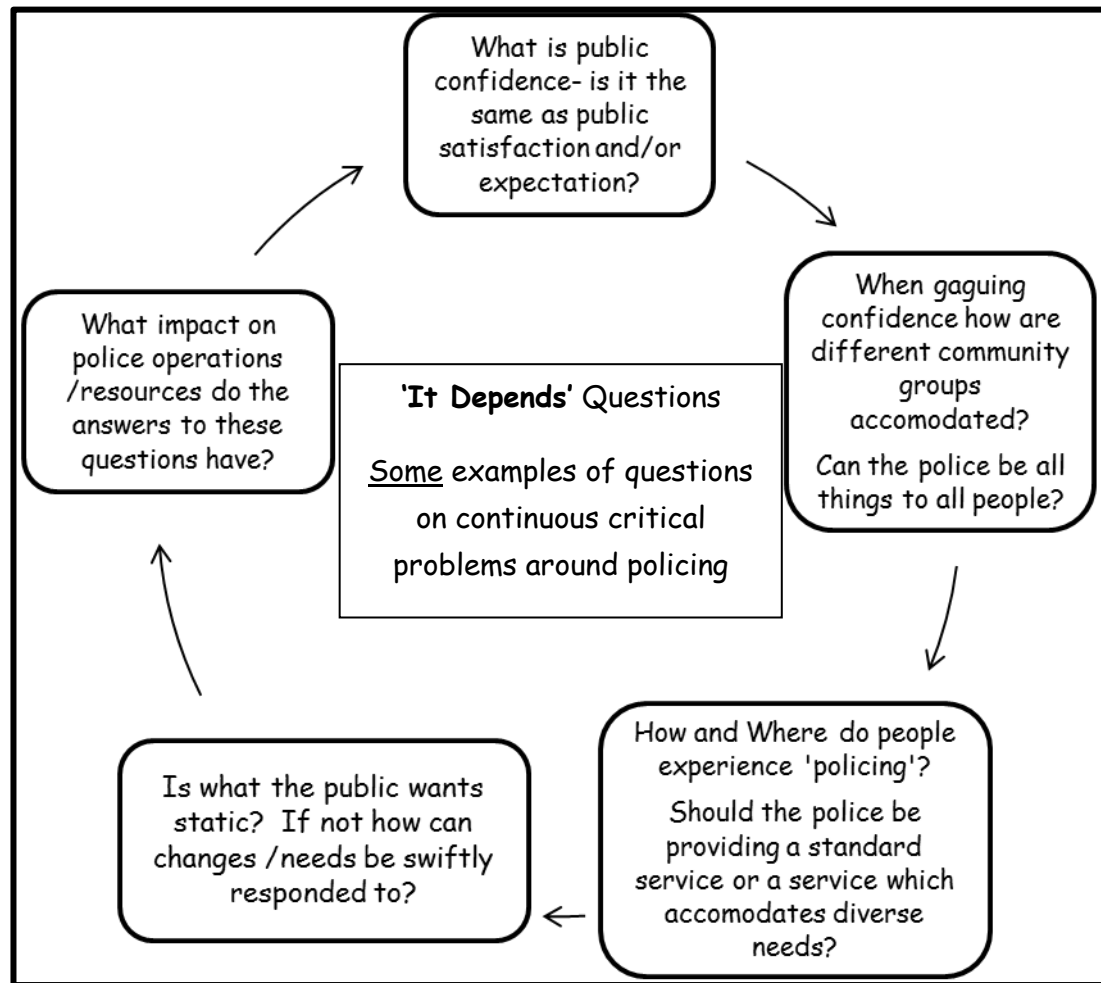 What is public
confidence- is it the
same as public
satisfaction and/or
expectation?
When gaguing
confidence how are
different community
groups
accomodated?
Can the police be all
things to all people?
How and Where do people
experience 'policing'?
Should the police be
providing a standard
service or a service which
accomodates diverse
needs?
Is what the public wants
static? If not how can
changes /needs be swiftly
responded to?
What impact on
police operations
/resources do the
answers to these
questions have?
‘It Depends’ Questions
Some examples of questions
on continuous critical
problems around policing